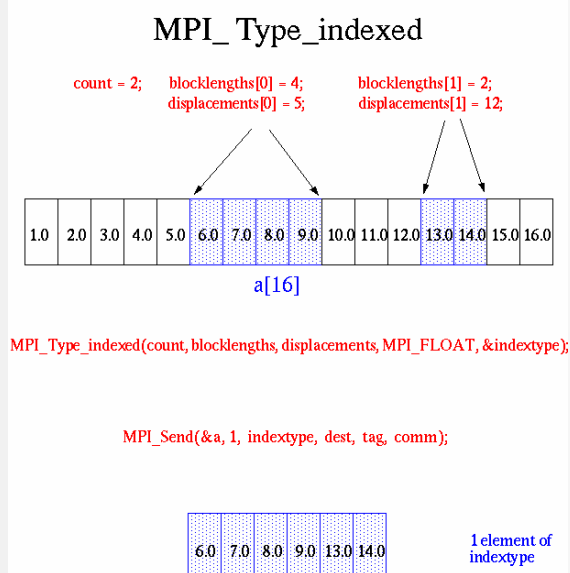 MPI_ Type_indexed
count = 2; blocklengths[0] = 4; blocklengths[1] = 2;
displacements[0] = 5; displacements[1] = 12;
1.0 2.0 3.0 4.0 5.0 6.0 7.0 8.0 9.0 10.0 11.0 12.0 13.0 14.0 15.0 16.0
a[16]
MPI_Type_indexed(count, blocklengths, displacements, MPI_FLOAT, &indextype);
MPI_Send(&a, 1, indextype, dest, tag, comm);
6.0 7.0 8.0 9.0 13.0 14.0
1 element of
indextype